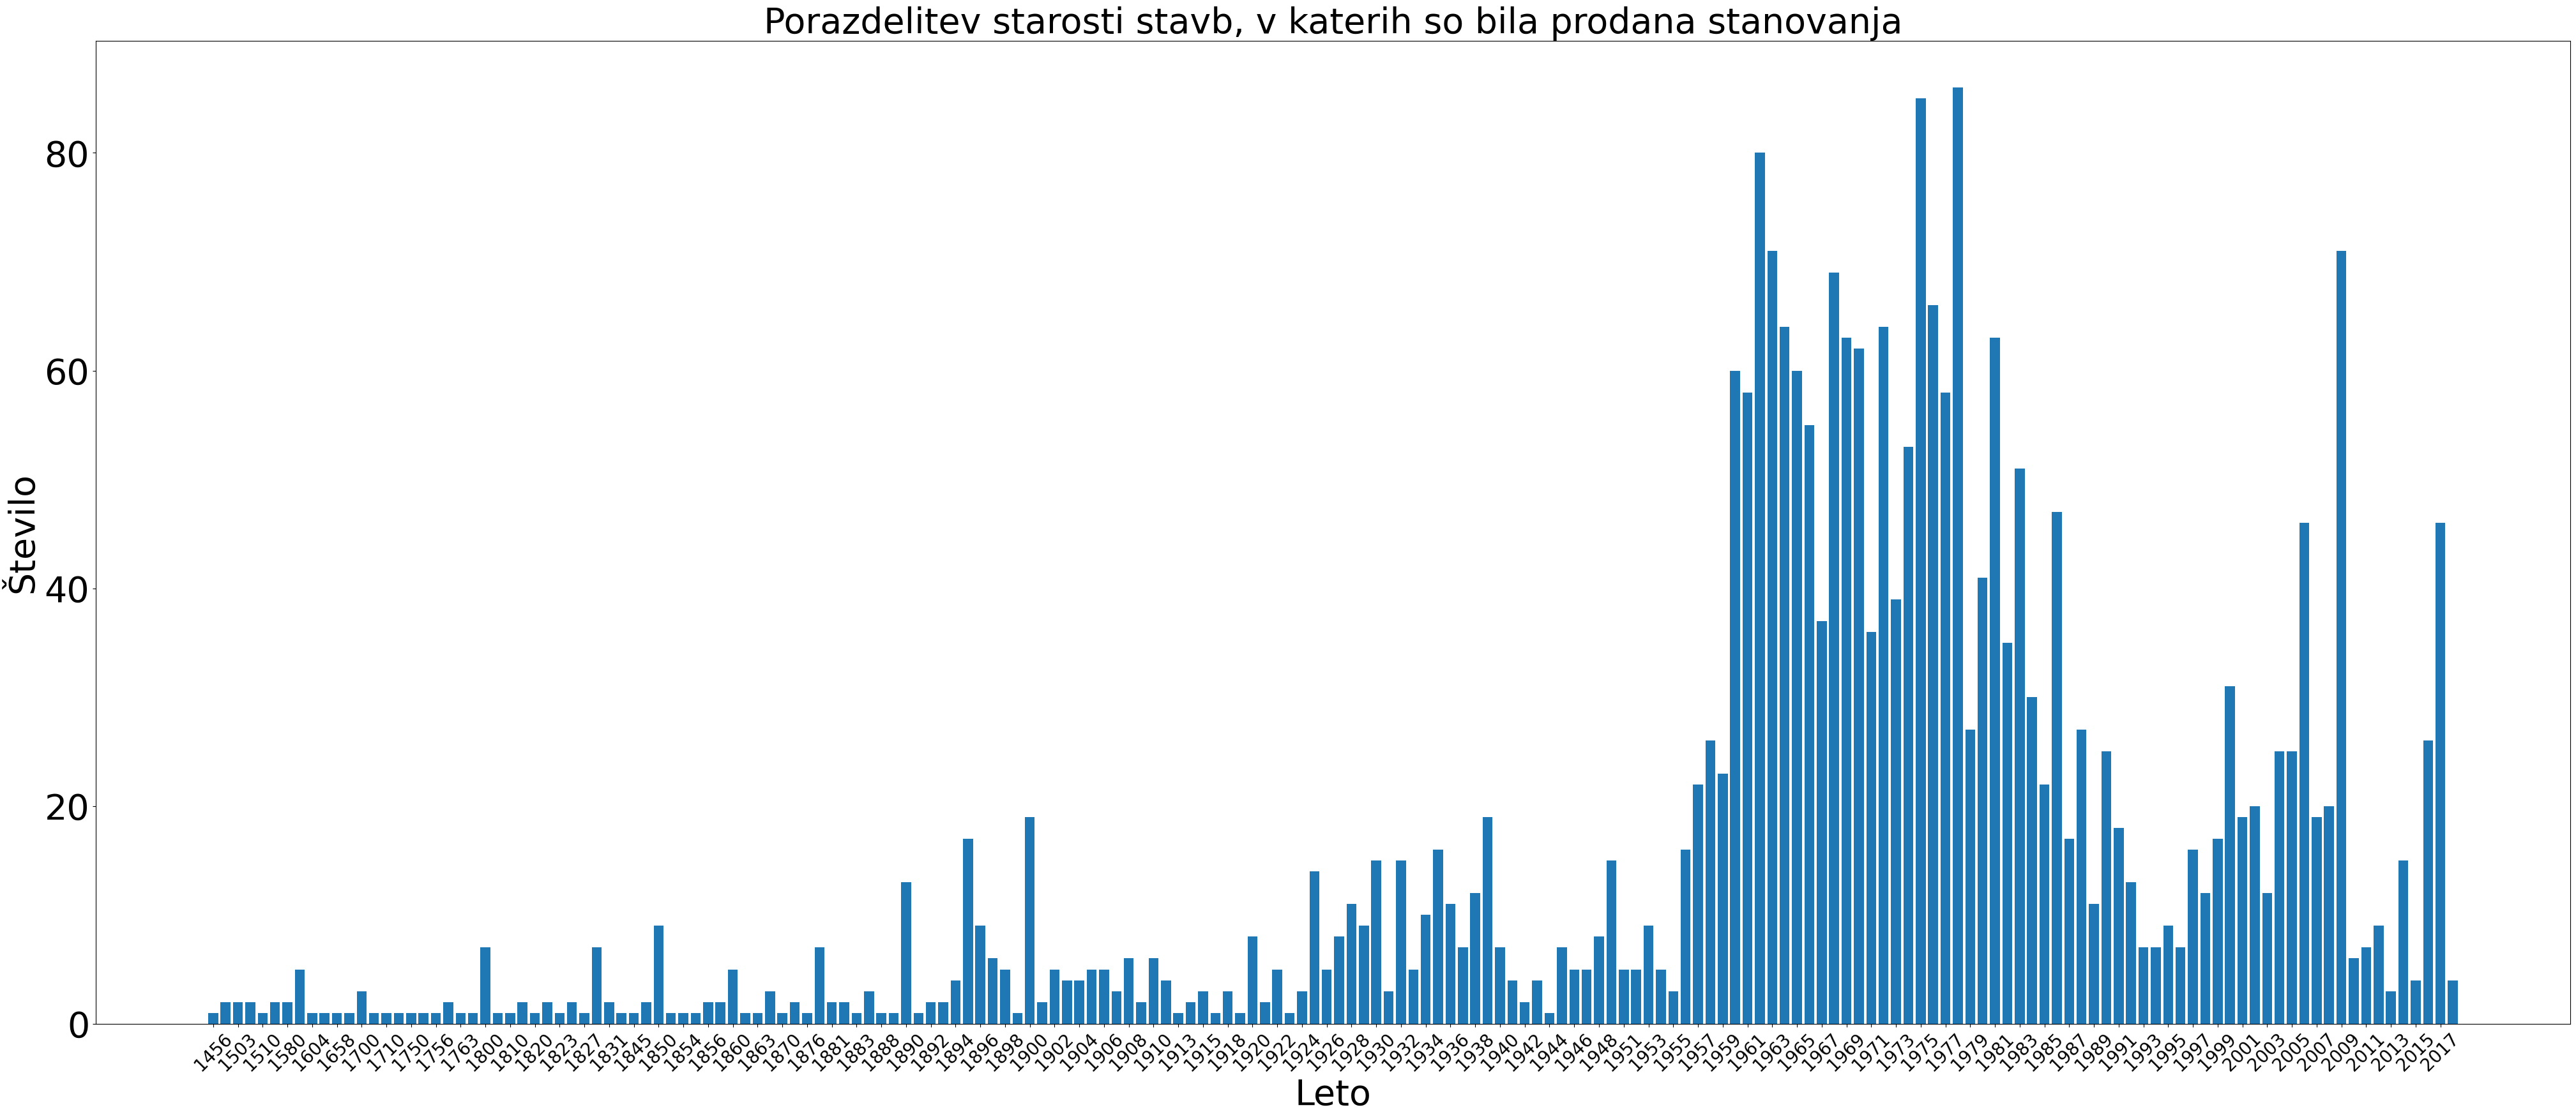 Porazdelitev starosti stavb, v katerih so bila prodana stanovanja
Število
80
60
40
20
0
1456 1503 1510 1580 1604 1658 1700 1710 1750 1756 1763 1800 1810 1820 1823 1827 1831 1845 1850 1854 1856 1860 1863 1870 1876 1881 1883 1888 1890 1892 1894 1896 1898 1900 1902 1904 1906 1908 1910 1913 1915 1918 1920 1922 1924 1926 1928 1930 1932 1934 1936 1938 1940 1942 1944 1946 1948 1951 1953 1955 1957 1959 1961 1963 1965 1967 1969 1971 1973 1975 1977 1979 1981 1983 1985 1987 1989 1991 1993 1995 1997 1999 2001 2003 2005 2007 2009 2011 2013 2015 2017
Leto